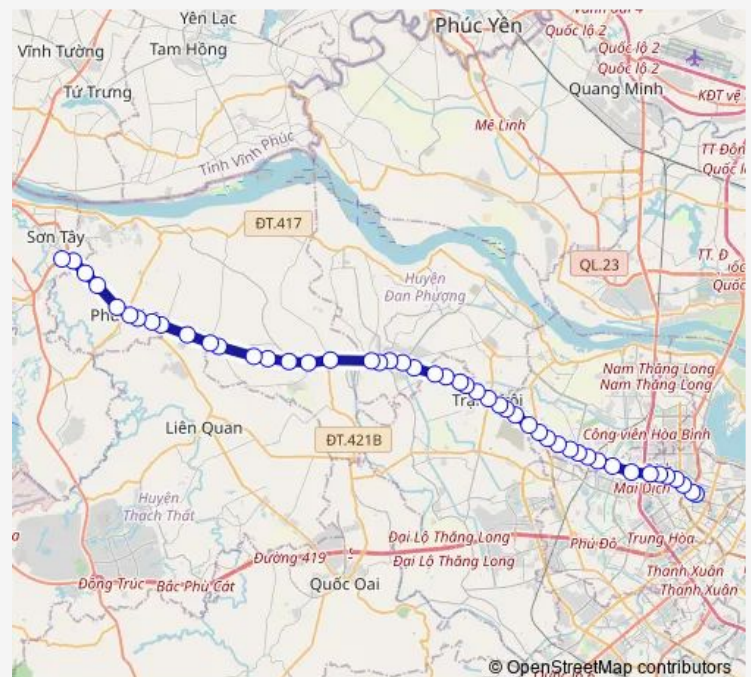 Yên Lạc
Phúc Yên
Vĩnh Tường
Tam Hồng
Quốc lộ 2
Quốc lộ 2
Quốc lộ 2
Tứ Trưng
Quang Minh
KĐT vệ
Mê Linh
Tỉnh Vĩnh Phúc
TT Đôn
Quốc l
ĐT.417
Sơn Tây
TT. Đ
QL.23
Huyện
Đan Phượng
Quốc
Phú
Nam Thăng Long
Nam Thăng Long
Liên Quan
ĐT.421B
Công viên Hòa Bình
Mai Dịch
Huyện
Thạch Thất
Đại Lộ Thăng Long
Đại Lộ Thăng Long
Phú Đô
Trung Hòa
Đường 419
Đồng Trúc
Bắc Phú Cát
Quốc Oai
Thanh Xuân
Thanh Xuân
© OpenStreetMap contributors